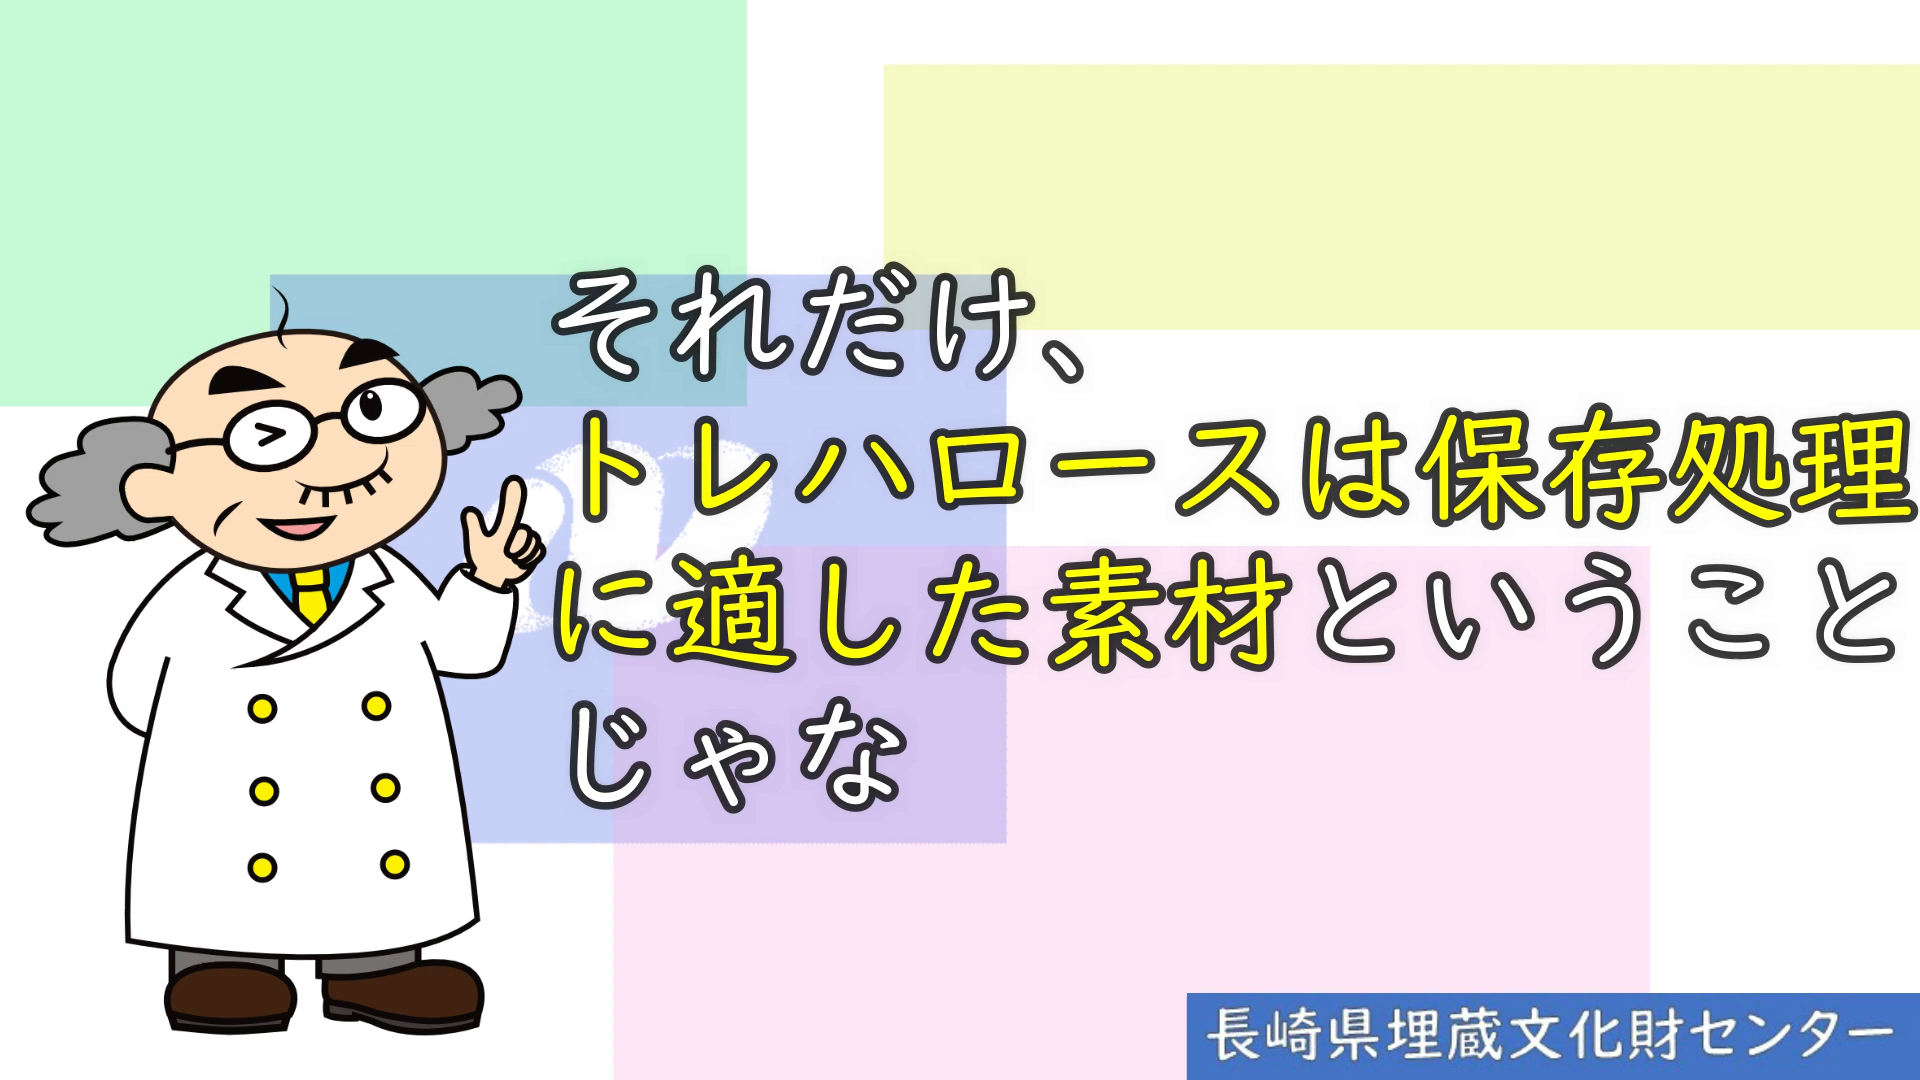 それだけ、
トレハロースは保存処理
に適した素材ということ
じゃな
長崎県埋蔵文化財センター